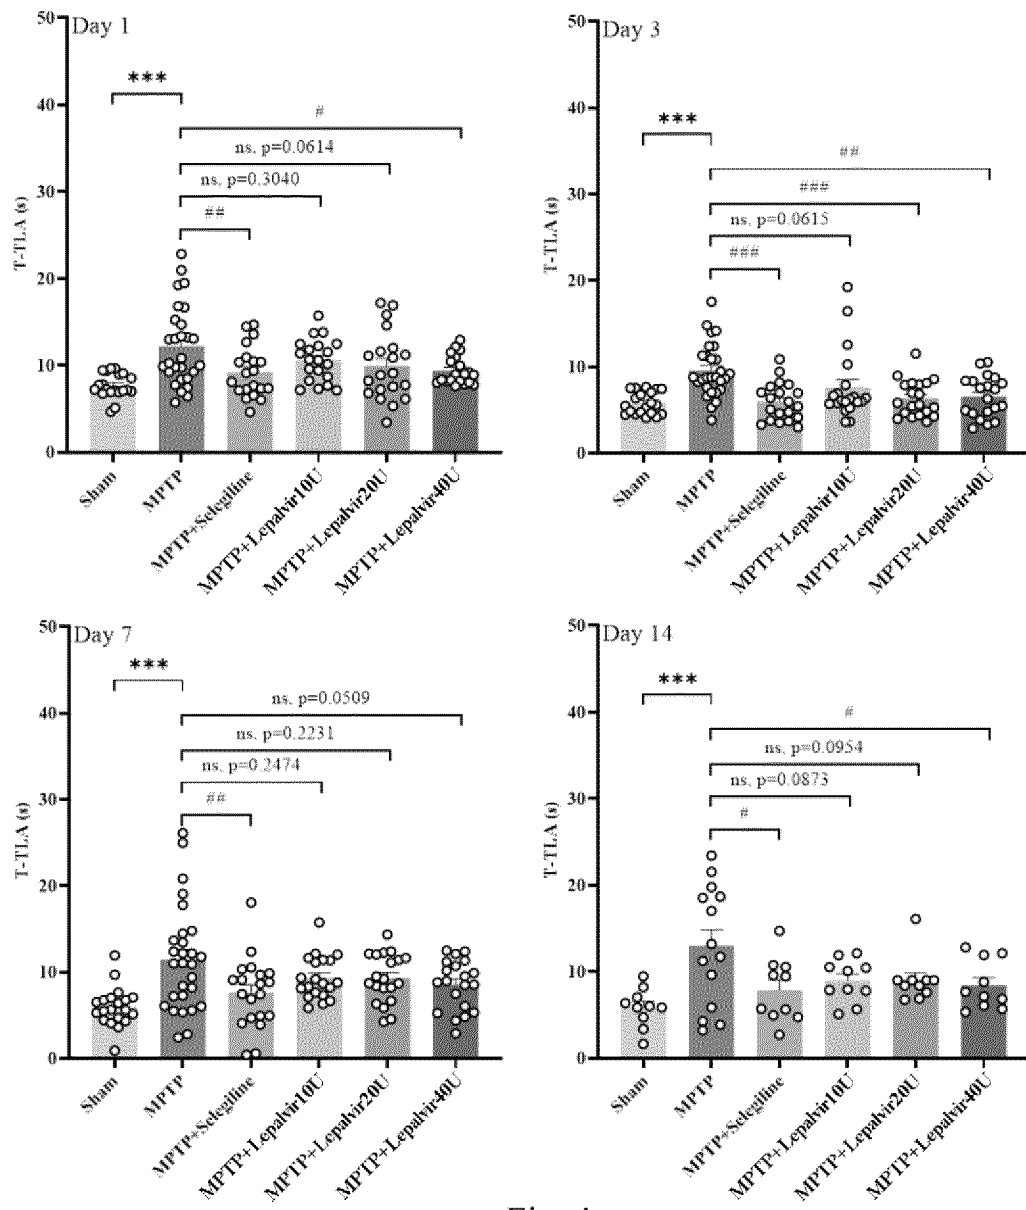 Day 1
50
40
30
20
10
0
T-TLA (s)
***
#
ns, p=0.0614
ns, p=0.3040
##
Sham
MPTP
MPTP+Selegiline
MPTP+Lepalvir10U
MPTP+Lepalvir20U
MPTP+Lepalvir40U
Day 3
50
40
30
20
10
0
T-TLA (s)
***
##
###
ns, p=0.0615
###
Sham
MPTP
MPTP+Selegiline
MPTP+Lepalvir10U
MPTP+Lepalvir20U
MPTP+Lepalvir40U
Day 7
50
40
30
20
10
0
T-TLA (s)
***
ns, p=0.0509
ns, p=0.2231
ns, p=0.2474
##
Sham
MPTP
MPTP+Selegiline
MPTP+Lepalvir10U
MPTP+Lepalvir20U
MPTP+Lepalvir40U
Day 14
50
40
30
20
10
0
T-TLA (s)
***
#
ns, p=0.0954
ns, p=0.0873
#
Sham
MPTP
MPTP+Selegiline
MPTP+Lepalvir10U
MPTP+Lepalvir20U
MPTP+Lepalvir40U